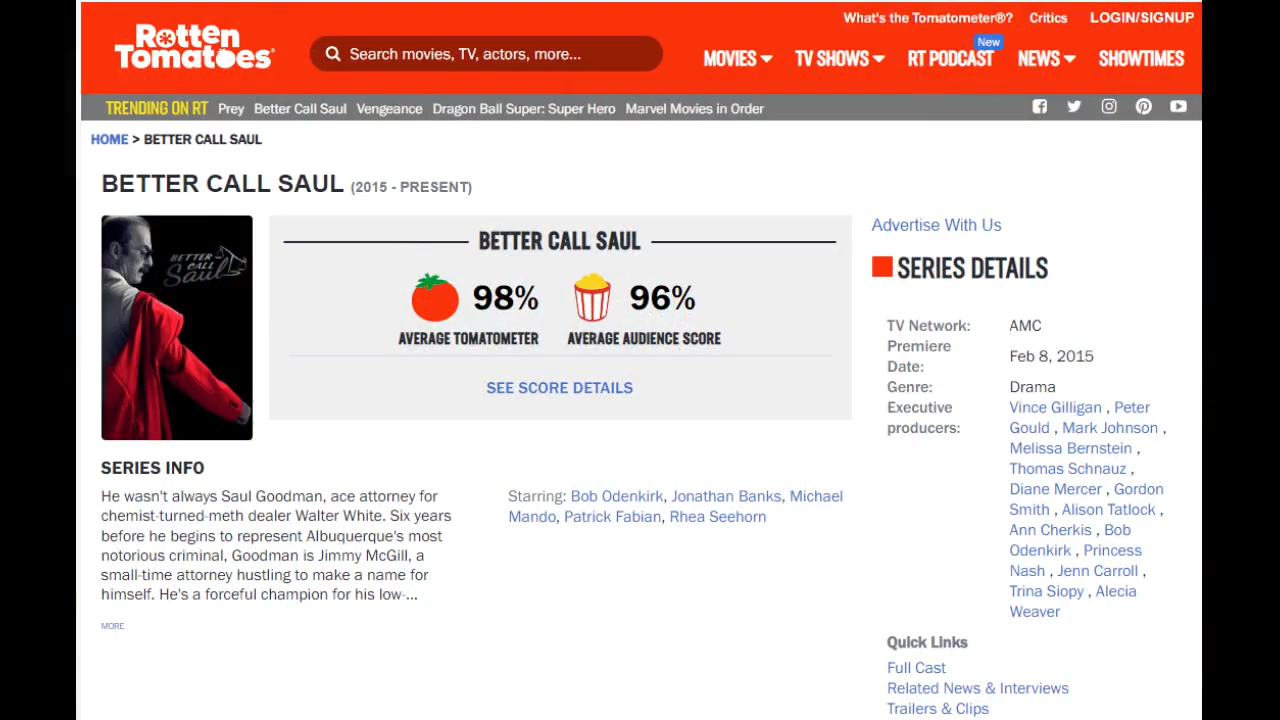 What's the Tomatometer®? Critics LOGIN/SIGNUP
Rotten Tomatoes
Search movies, TV, actors, more...
New
MOVIES TV SHOWS RT PODCAST NEWS SHOWTIMES
TRENDING ON RT Prey Better Call Saul Vengeance Dragon Ball Super: Super Hero Marvel Movies in Order
HOME > BETTER CALL SAUL
BETTER CALL SAUL (2015 - PRESENT)
BETTER
CALL
Saul
BETTER CALL SAUL
98% 96%
AVERAGE TOMATOMETER AVERAGE AUDIENCE SCORE
SEE SCORE DETAILS
SERIES INFO
He wasn't always Saul Goodman, ace attorney for
chemist-turned-meth dealer Walter White. Six years
before he begins to represent Albuquerque's most
notorious criminal, Goodman is Jimmy McGill, a
small-time attorney hustling to make a name for
himself. He's a forceful champion for his low-...
MORE
Starring: Bob Odenkirk, Jonathan Banks, Michael
Mando, Patrick Fabian, Rhea Seehorn
Advertise With Us
SERIES DETAILS
TV Network: AMC
Premiere
Date: Feb 8, 2015
Genre: Drama
Executive
producers: Vince Gilligan , Peter
Gould , Mark Johnson ,
Melissa Bernstein ,
Thomas Schnauz ,
Diane Mercer , Gordon
Smith , Alison Tatlock ,
Ann Cherkis , Bob
Odenkirk , Princess
Nash , Jenn Carroll ,
Trina Siopy , Alecia
Weaver
Quick Links
Full Cast
Related News & Interviews
Trailers & Clips